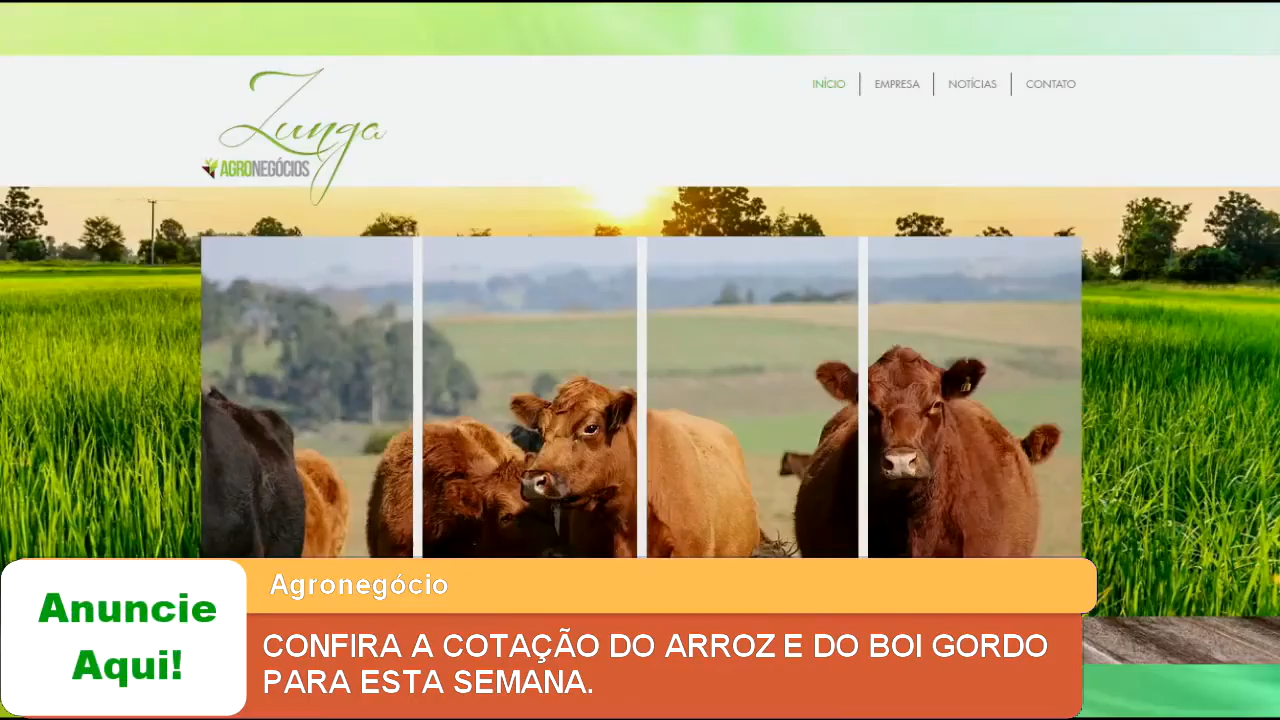 Zunga
AGRONEGÓCIOS
INÍCIO
EMPRESA
NOTÍCIAS
CONTATO
Agronegócio
Anuncie
Aqui!
CONFIRA A COTAÇÃO DO ARROZ E DO BOI GORDO
PARA ESTA SEMANA.